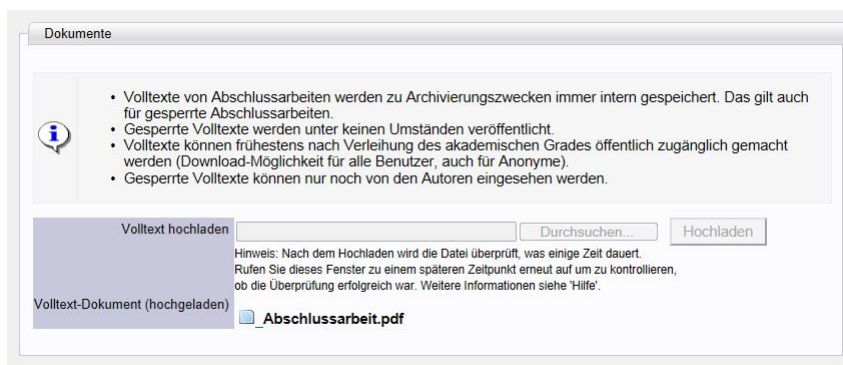 Dokumente
• Volltexte von Abschlussarbeiten werden zu Archivierungszwecken immer intern gespeichert. Das gilt auch
für gesperrte Abschlussarbeiten.
• Gesperrte Volltexte werden unter keinen Umständen veröffentlicht.
• Volltexte können frühestens nach Verleihung des akademischen Grades öffentlich zugänglich gemacht
werden (Download-Möglichkeit für alle Benutzer, auch für Anonyme).
• Gesperrte Volltexte können nur noch von den Autoren eingesehen werden.
Volltext hochladen Durchsuchen... Hochladen
Hinweis: Nach dem Hochladen wird die Datei überprüft, was einige Zeit dauert.
Rufen Sie dieses Fenster zu einem späteren Zeitpunkt erneut auf um zu kontrollieren,
ob die Überprüfung erfolgreich war. Weitere Informationen siehe 'Hilfe'.
Volltext-Dokument (hochgeladen)
_Abschlussarbeit.pdf